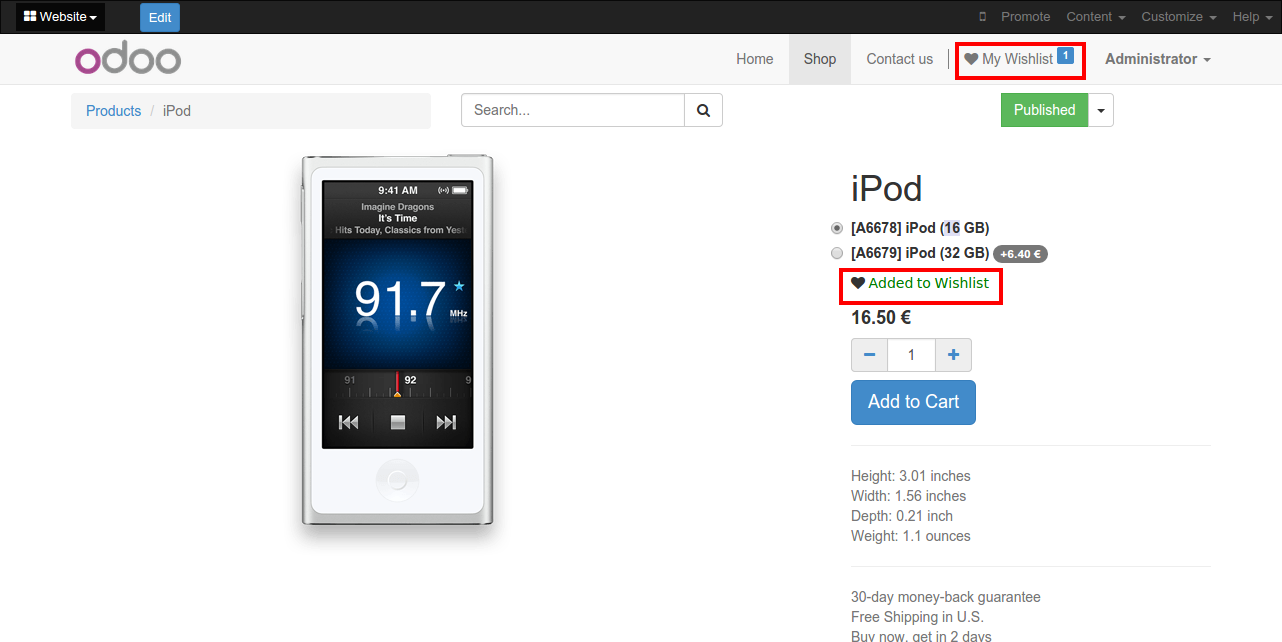 Website Edit Promote Content Customize Help
odoo Home Shop Contact us My Wishlist 1 Administrator
Products / iPod Search... Published
9:41 AM
Imagine Dragons
It's Time
Hits Today, Classics from Yest
91.7 MHz
91 92 9
iPod
[A6678] iPod (16 GB)
[A6679] iPod (32 GB) +6.40 €
Added to Wishlist
16.50 €
1
Add to Cart
Height: 3.01 inches
Width: 1.56 inches
Depth: 0.21 inch
Weight: 1.1 ounces
30-day money-back guarantee
Free Shipping in U.S.
Buy now, get in 2 days